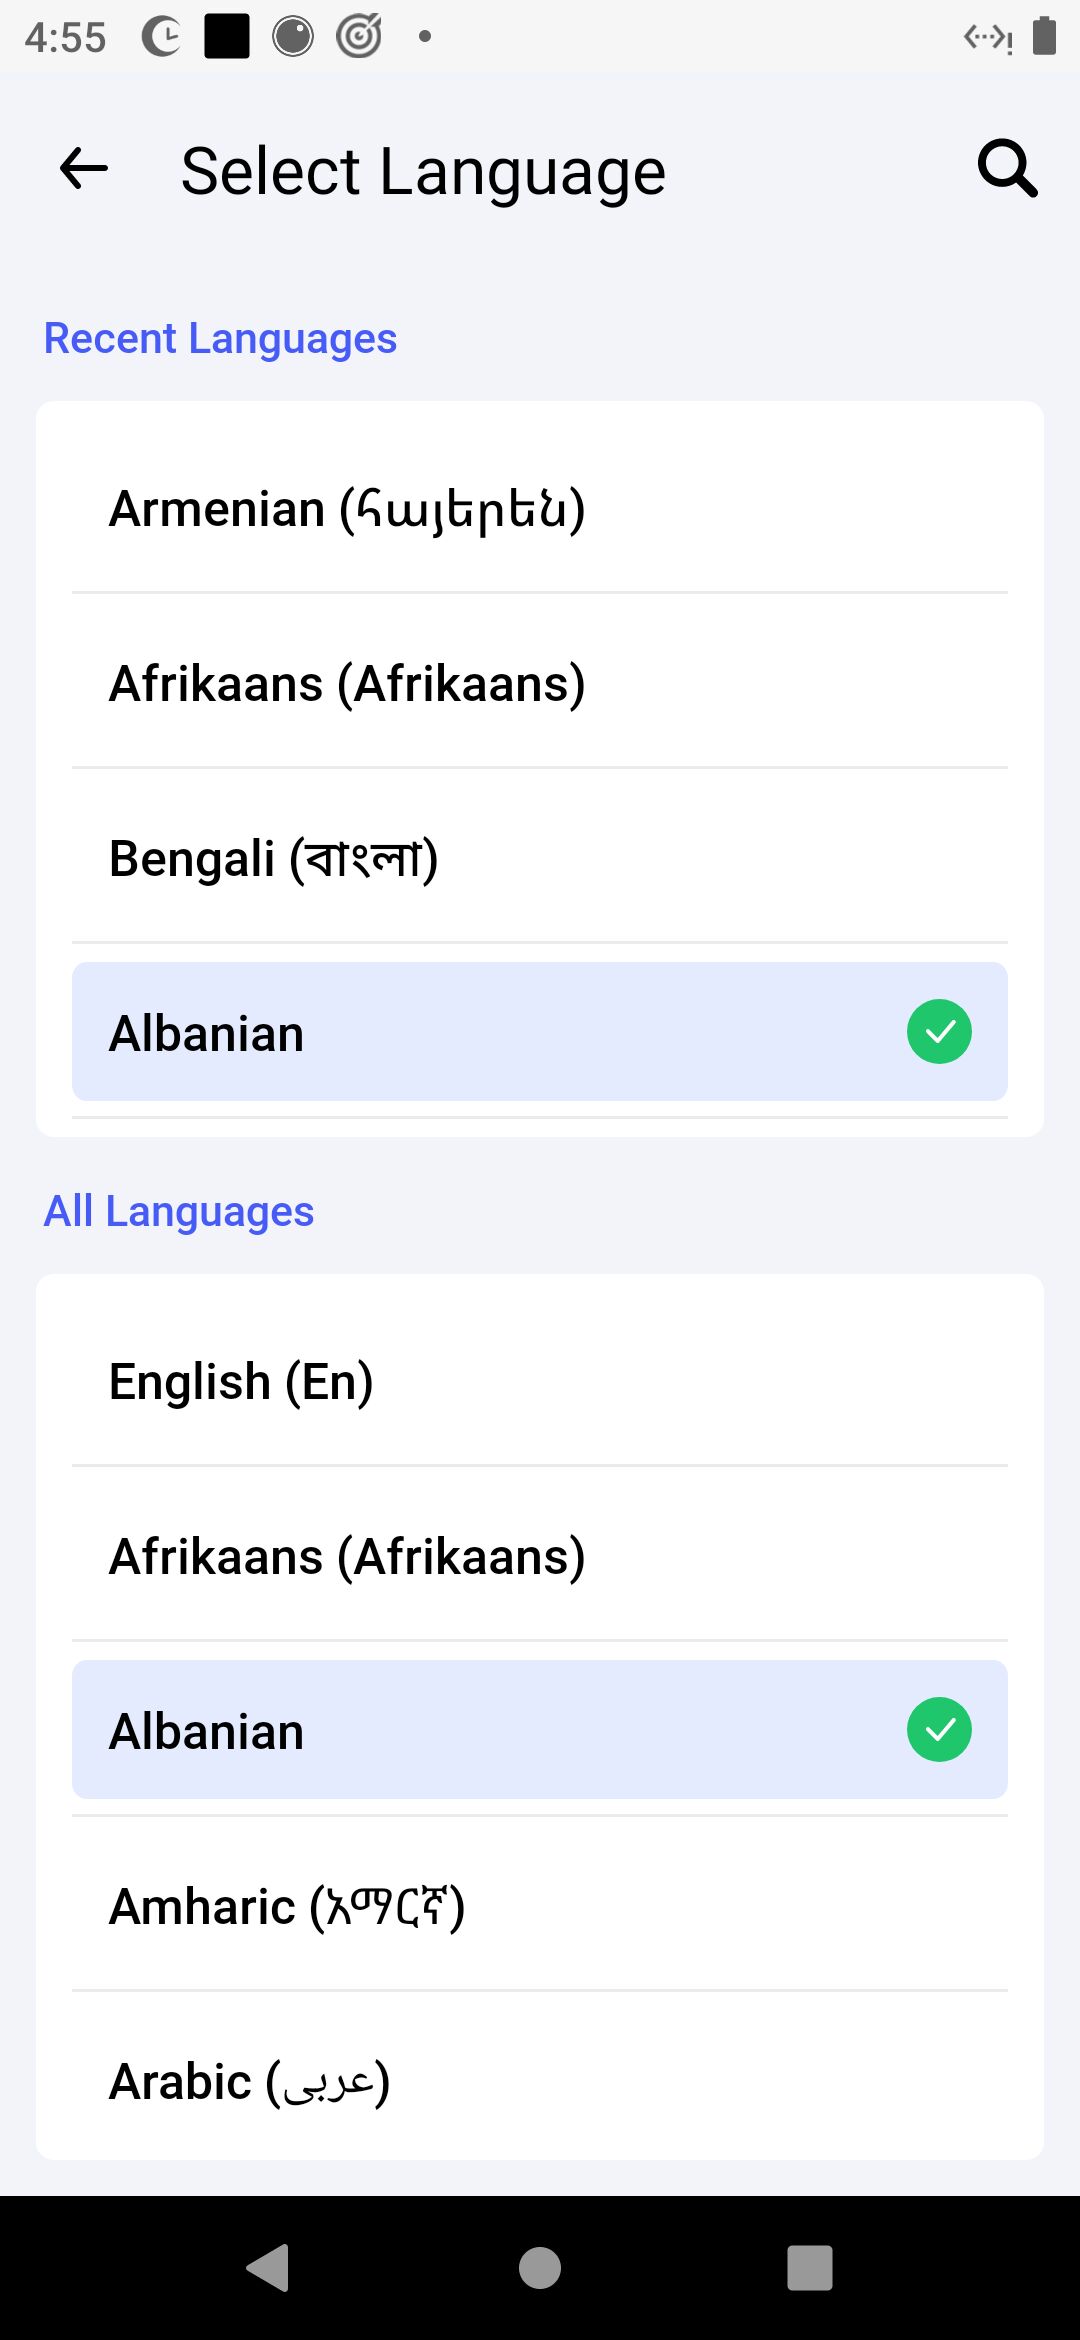 4:55
Select Language
Recent Languages
Armenian (հայերեն)
Afrikaans (Afrikaans)
Bengali (বাংলা)
Albanian
All Languages
English (En)
Afrikaans (Afrikaans)
Albanian
Amharic (አማርኛ)
Arabic (عربى)